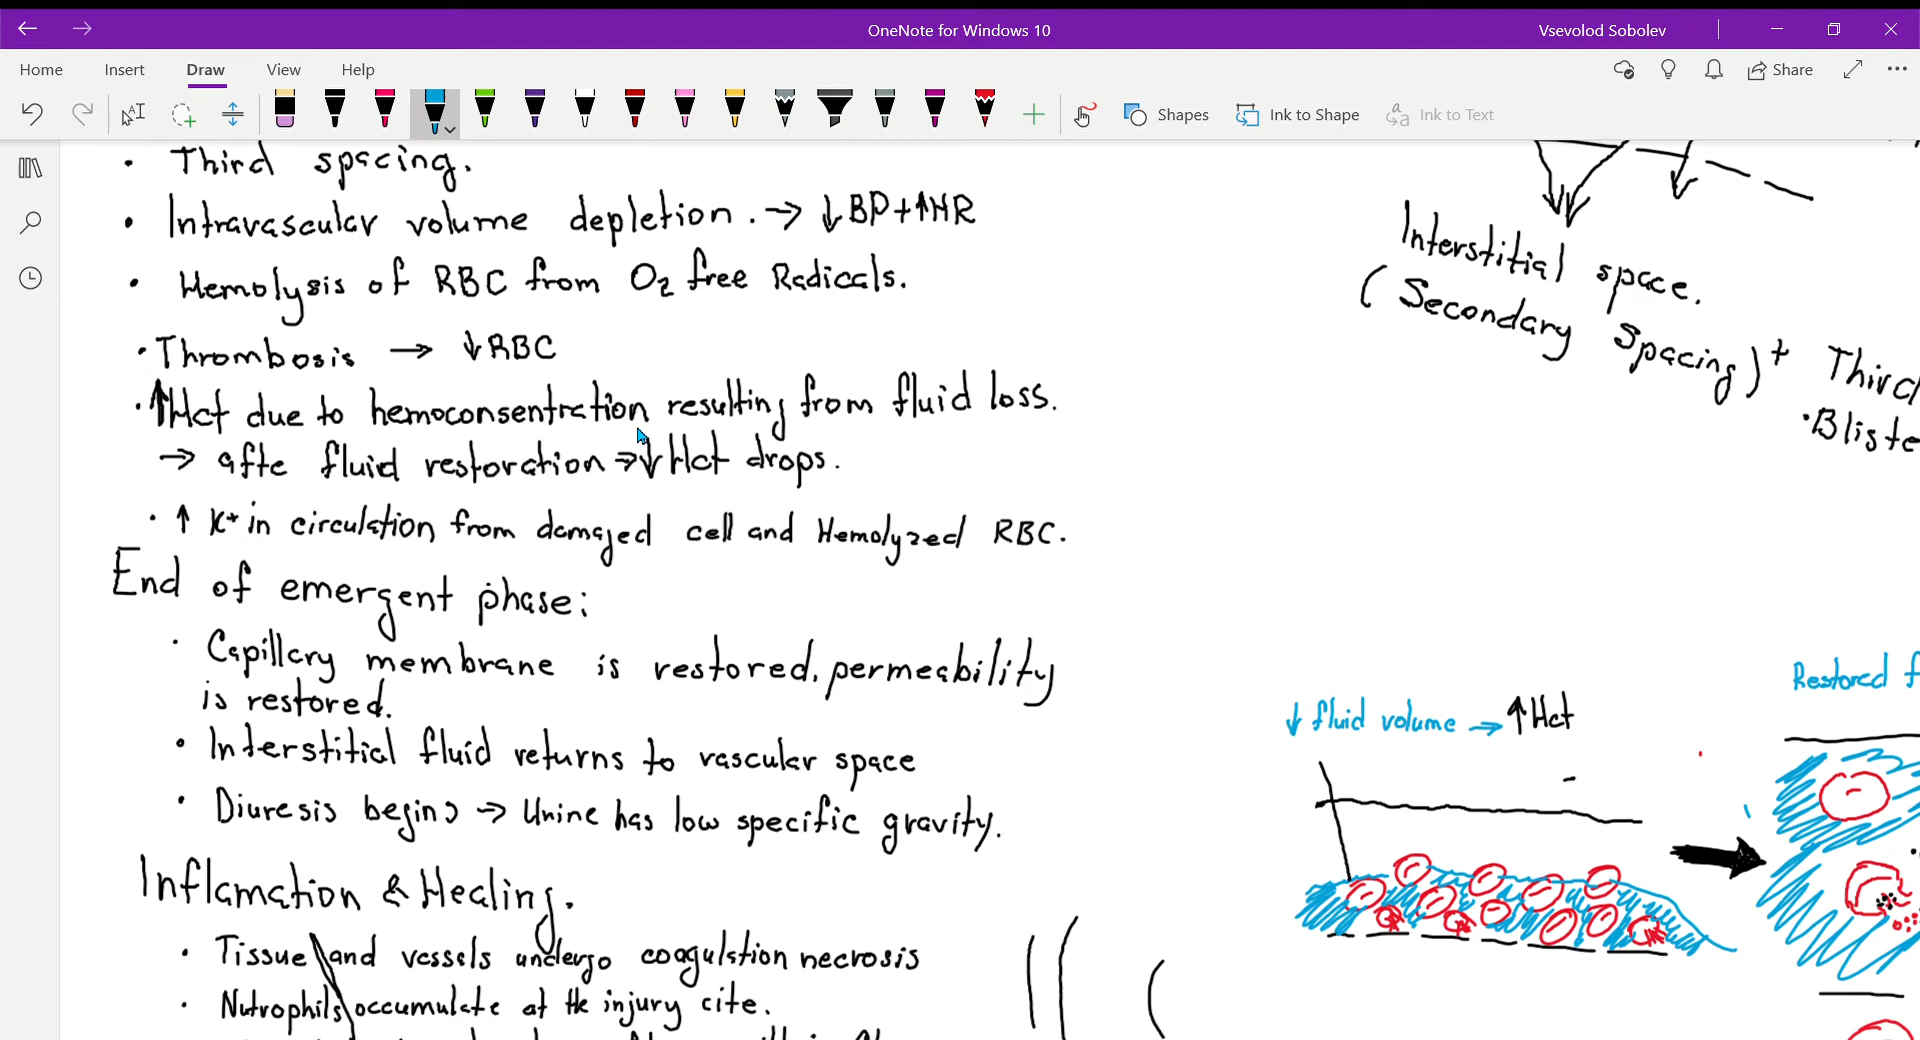 OneNote for Windows 10
Vsevolod Sobolev
Home Insert Draw View Help
Share
Shapes
Ink to Shape
Ink to Text
• Third spacing.
• Intravascular volume depletion. → ↓BP+↑HR
• Hemolysis of RBC from O2 free Radicals.
• Thrombosis → ↓RBC
• ↑Hct due to hemoconsentration resulting from fluid loss.
→ afte fluid restoration → ↓ Hct drops.
• ↑ K+ in circulation from damaged cell and Hemolyzed RBC.
End of emergent phase:
• Capillary membrane is restored, permeability
is restored.
• Interstitial fluid returns to vascular space
• Diuresis begins → Urine has low specific gravity.
Inflamation & Healing.
• Tissue and vessels undergo coagulation necrosis
• Nutrophils accumulate at the injury cite.
Interstitial space.
(Secondary Spacing) + Third
• Bliste
Restored f
↓ fluid volume → ↑Hct